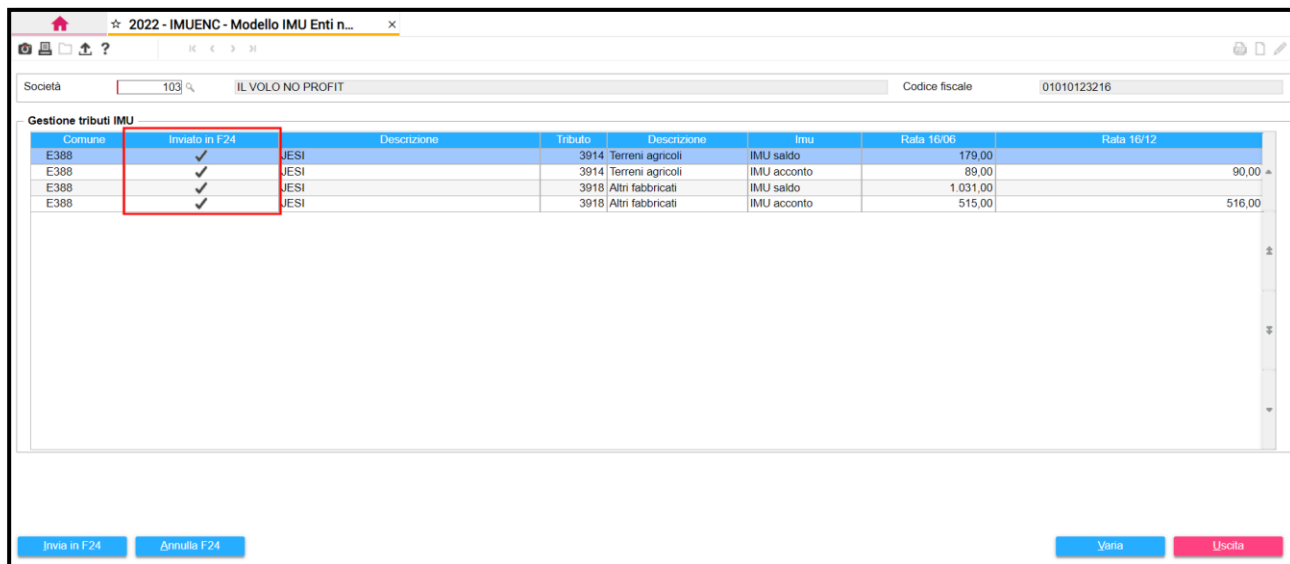 ☆ 2022 - IMUENC - Modello IMU Enti n... ×
?
Società 103 IL VOLO NO PROFIT Codice fiscale 01010123216
Gestione tributi IMU
Comune Inviato in F24 Descrizione Tributo Descrizione Imu Rata 16/06 Rata 16/12
E388 ✓ JESI 3914 Terreni agricoli IMU saldo 179,00
E388 ✓ JESI 3914 Terreni agricoli IMU acconto 89,00 90,00
E388 ✓ JESI 3918 Altri fabbricati IMU saldo 1.031,00
E388 ✓ JESI 3918 Altri fabbricati IMU acconto 515,00 516,00
Invia in F24 Annulla F24 Varia Uscita